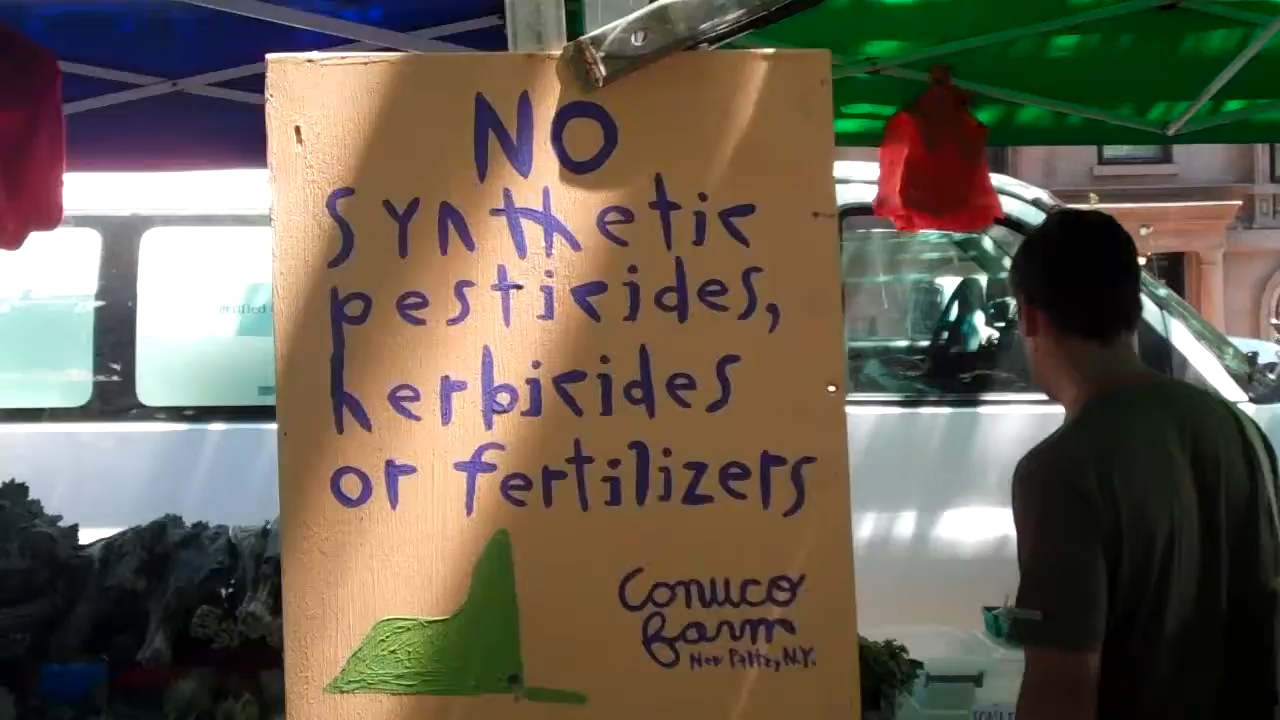 NO
synthetic
pesticides,
herbicides
or fertilizers
Conuco
Farm
New Paltz, N.Y.